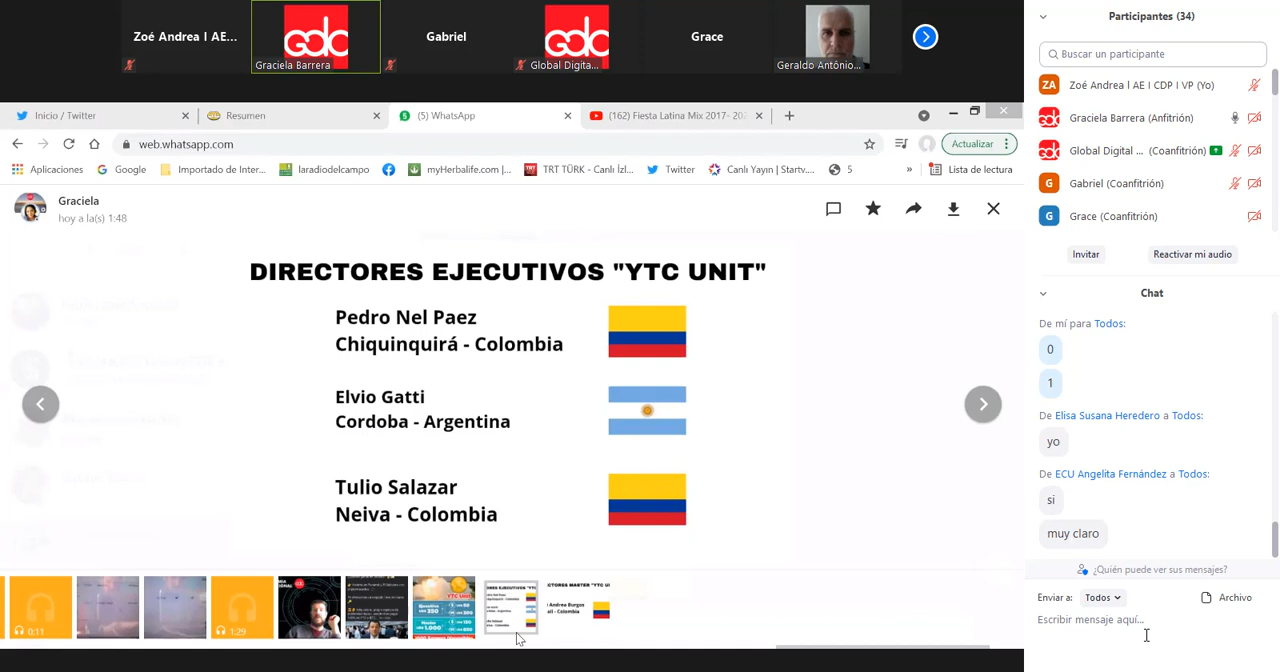 Zoé Andrea l AE...
gdc
Graciela Barrera
Gabriel
gdc
Global Digita...
Grace
Geraldo Antônio...
Inicio / Twitter
Resumen
(5) WhatsApp
(162) Fiesta Latina Mix 2017- 202
web.whatsapp.com
Actualizar
Aplicaciones
Google
Importado de Inter...
laradiodelcampo
myHerbalife.com |...
TRT TÜRK - Canlı İzl...
Twitter
Canlı Yayın | Startv....
5
»
Lista de lectura
Graciela
hoy a la(s) 1:48
DIRECTORES EJECUTIVOS "YTC UNIT"
Pedro Nel Paez
Chiquinquirá - Colombia
Elvio Gatti
Cordoba - Argentina
Tulio Salazar
Neiva - Colombia
0:11
1:29
Participantes (34)
Buscar un participante
ZA
Zoé Andrea l AE l CDP l VP (Yo)
Graciela Barrera (Anfitrión)
Global Digital ... (Coanfitrión)
G
Gabriel (Coanfitrión)
G
Grace (Coanfitrión)
Invitar
Reactivar mi audio
Chat
De mí para Todos:
0
1
De Elisa Susana Heredero a Todos:
yo
De ECU Angelita Fernández a Todos:
si
muy claro
¿Quién puede ver sus mensajes?
Enviar a:
Todos
Archivo
Escribir mensaje aquí...